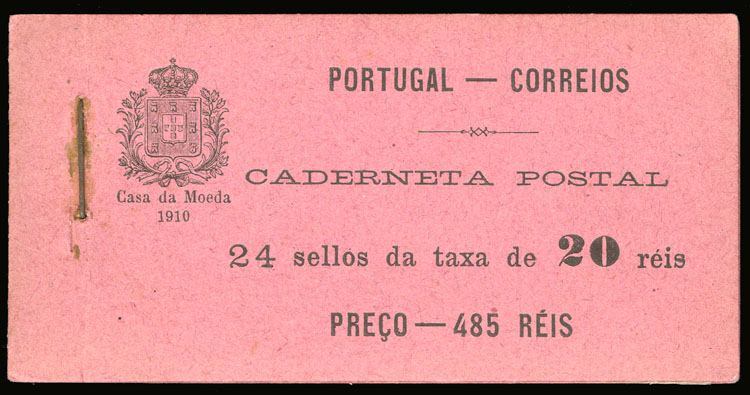 PORTUGAL — CORREIOS
CADERNETA POSTAL
Casa da Moeda
1910
24 sellos da taxa de 20 réis
PREÇO — 485 RÉIS